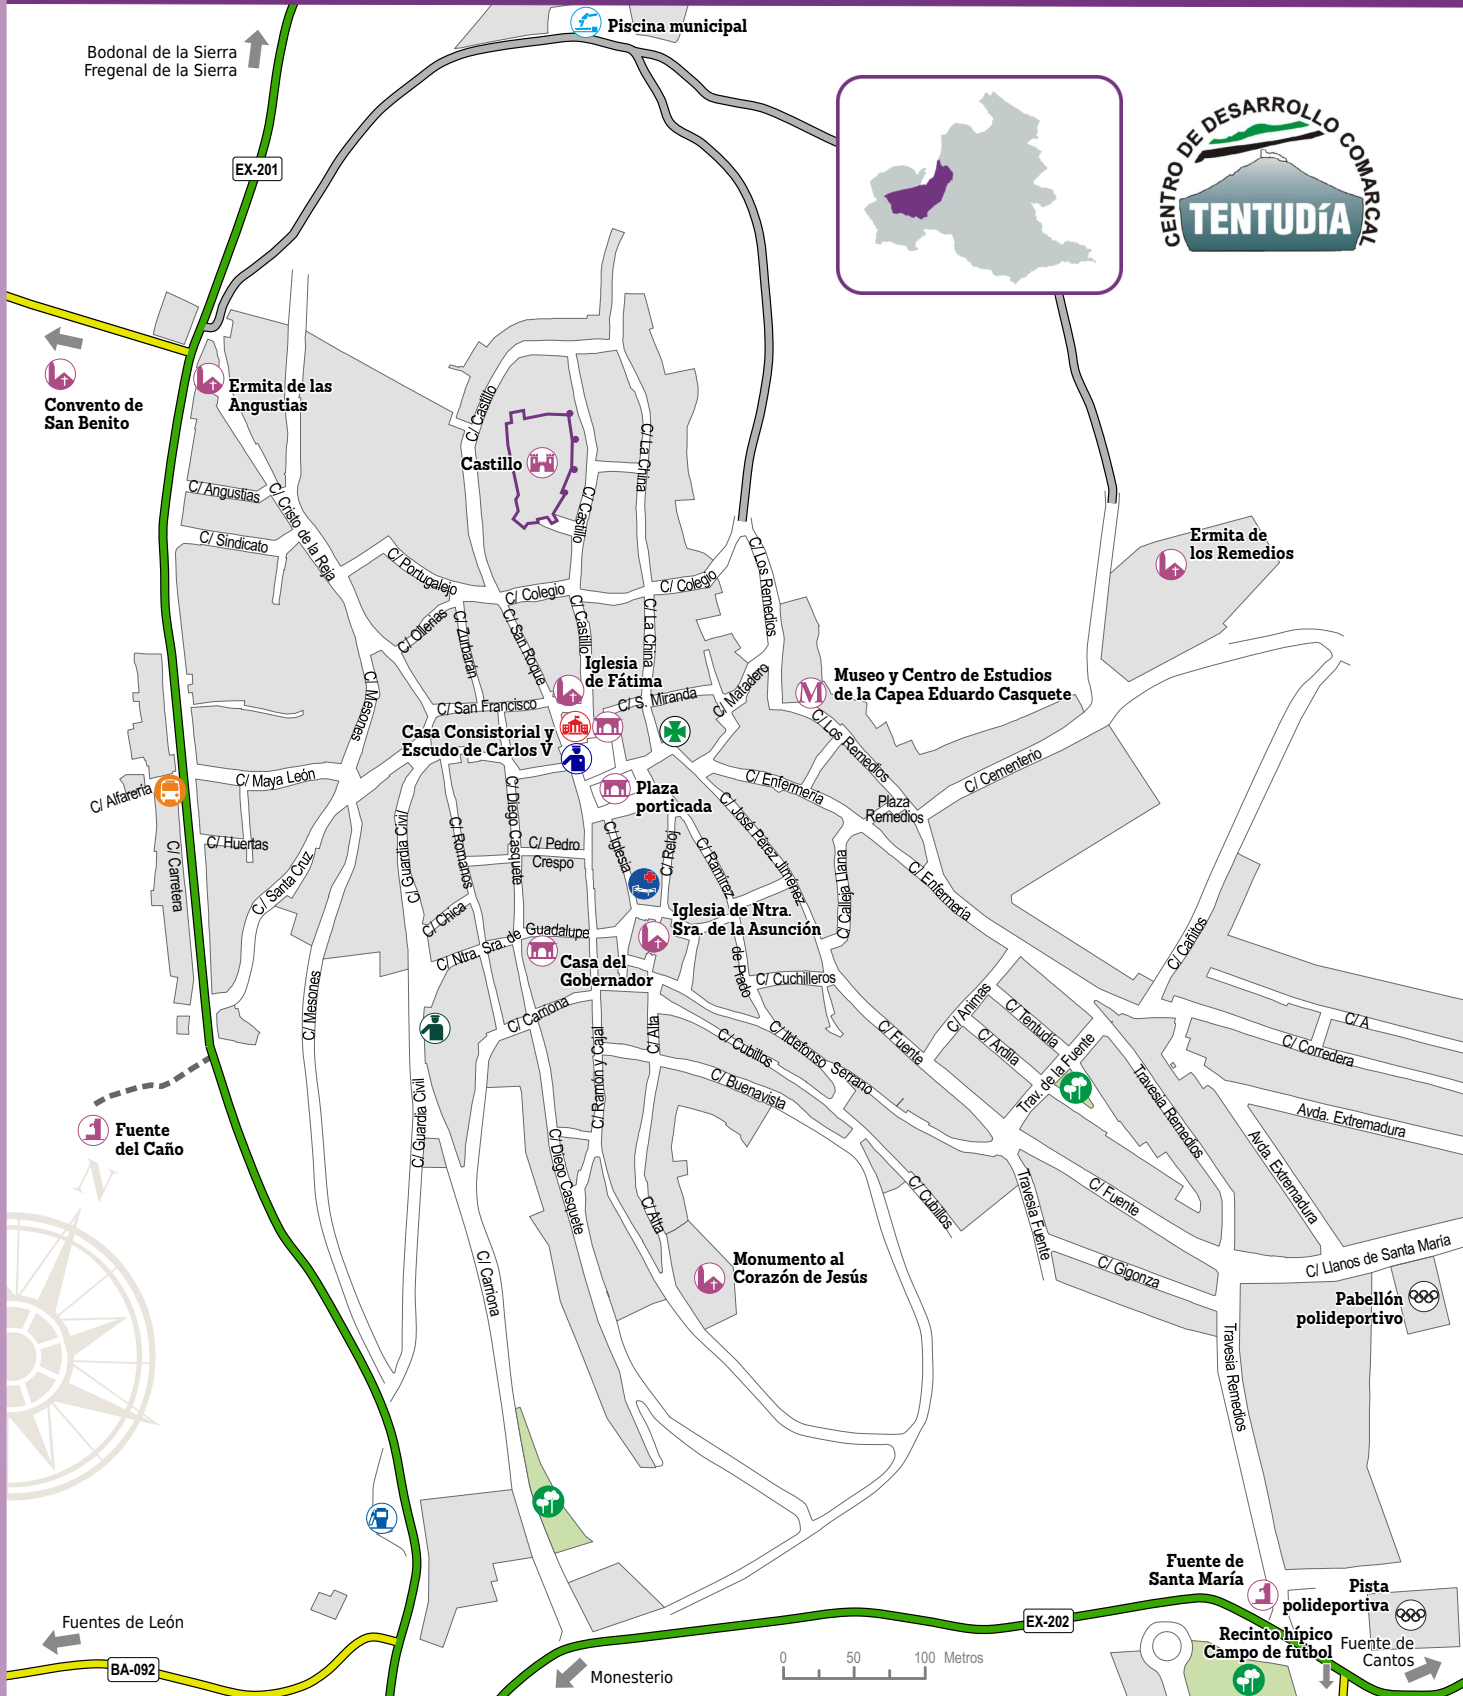 Piscina municipal
Bodonal de la Sierra
Fregenal de la Sierra
EX-201
CENTRO DE DESARROLLO COMARCAL
TENTUDíA
Convento de
San Benito
Ermita de las
Angustias
C/ Castillo
Castillo
C/ La China
C/ Castillo
C/ Angustias
C/ Cristo de la Reja
C/ Sindicato
C/ Portugalejo
C/ Colegio
C/ Colegio
C/ Los Remedios
Ermita de
los Remedios
C/ Ollerias
C/ Zurbarán
C/ San Roque
C/ Castillo
C/ La China
Iglesia
de Fátima
C/ Matadero
C/ S. Miranda
Museo y Centro de Estudios
de la Capea Eduardo Casquete
C/ Mesones
C/ San Francisco
Casa Consistorial y
Escudo de Carlos V
C/ Los Remedios
C/ Cementerio
C/ Maya León
C/ Alfarería
C/ Enfermeria
Plaza
Remedios
Plaza
porticada
C/ Huertas
C/ Carretera
C/ Santa Cruz
C/ Guardia Civil
C/ Romanos
C/ Diego Casquete
C/ Pedro
Crespo
C/ Iglesia
C/ Reloj
C/ Ramírez
de Prado
C/ José Pérez Jiménez
C/ Calleja Llana
C/ Enfermería
C/ Chica
C/ Ntra. Sra. de Guadalupe
Iglesia de Ntra.
Sra. de la Asunción
Casa del
Gobernador
C/ Cuchilleros
C/ Cañitos
C/ Mesones
C/ Carriona
C/ Ramón y Cajal
C/ Alta
C/ Cubillos
C/ Ildefonso Serrano
C/ Fuente
C/ Animas
C/ Tentudia
C/ Ardila
Trav. de la Fuente
C/ A
C/ Corredera
C/ Buenavista
Travesia Remedios
Avda. Extremadura
Avda. Extremadura
Fuente
del Caño
N
C/ Guardia Civil
C/ Diego Casquete
C/ Alta
C/ Cubillos
Travesia Fuente
C/ Fuente
C/ Gigonza
C/ Llanos de Santa María
Monumento al
Corazón de Jesús
C/ Carriona
Pabellón
polideportivo
Travesia Remedios
Fuente de
Santa María
Pista
polideportiva
Recinto hípico
Campo de fútbol
Fuente de
Cantos
EX-202
Fuentes de León
BA-092
Monesterio
0 50 100 Metros
M